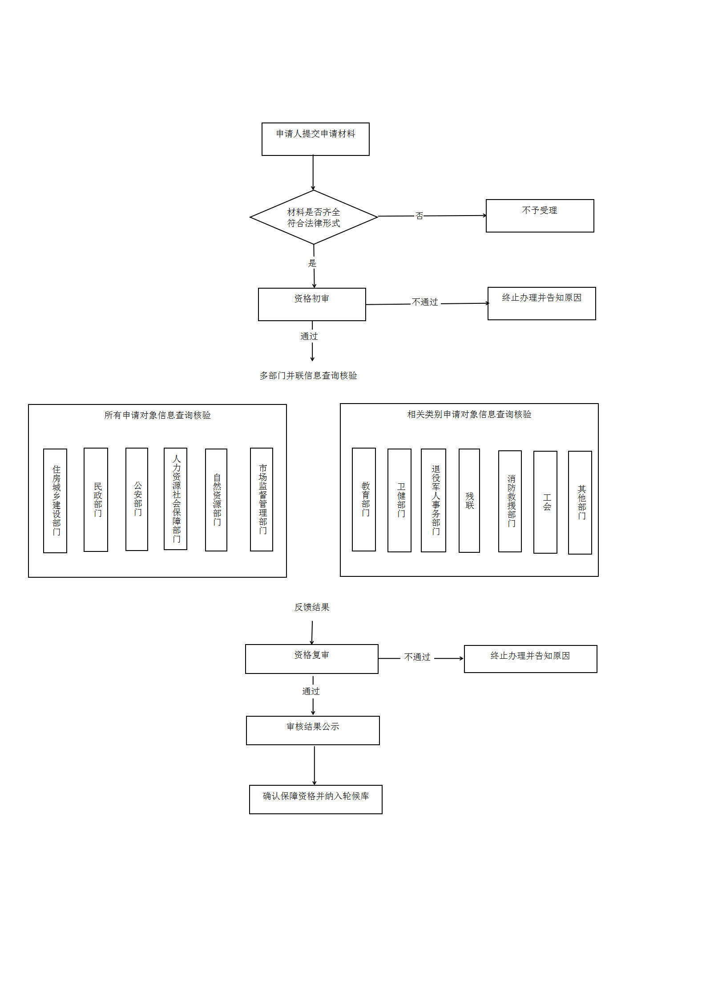 申请人提交申请材料
材料是否齐全
符合法律形式
否
不予受理
是
资格初审
不通过
终止办理并告知原因
通过
多部门并联信息查询核验
所有申请对象信息查询核验
住房城乡建设部门
民政部门
公安部门
人力资源社会保障部门
自然资源部门
市场监督管理部门
相关类别申请对象信息查询核验
教育部门
卫健部门
退役军人事务部门
残联
消防救援部门
工会
其他部门
反馈结果
资格复审
不通过
终止办理并告知原因
通过
审核结果公示
确认保障资格并纳入轮候库